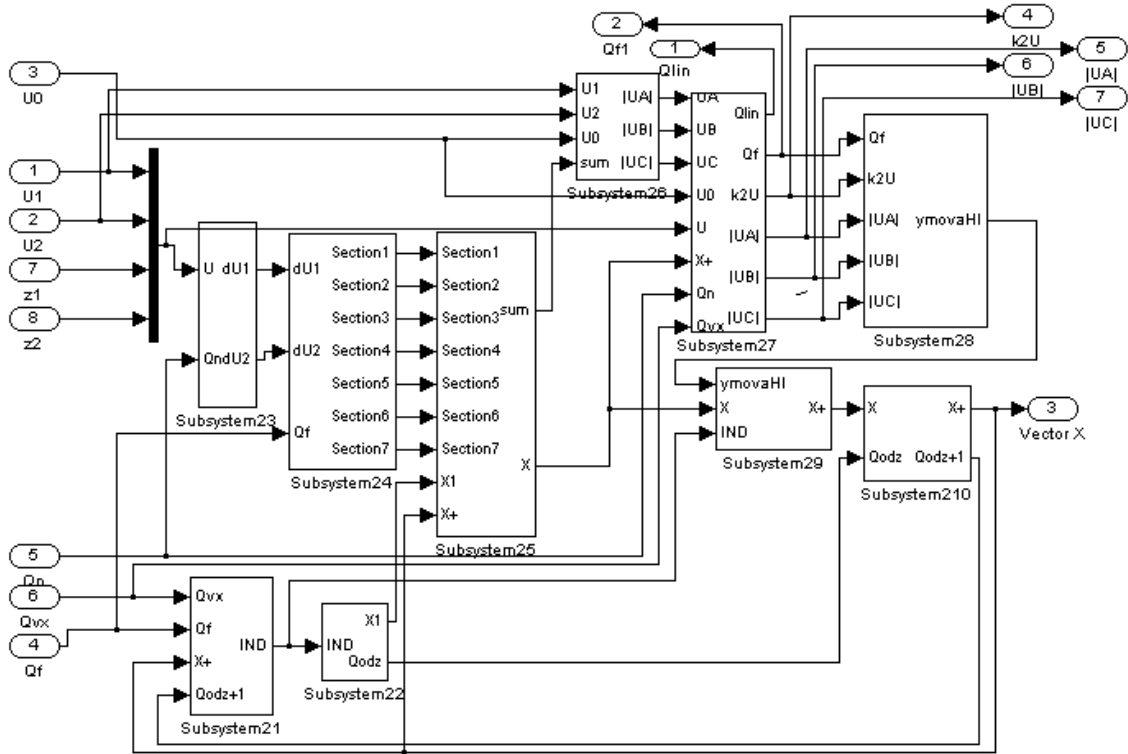 3
U0
1
U1
2
U2
7
z1
8
z2
5
Qn
6
Qvx
4
Qf
U dU1
Qn dU2
Subsystem23
dU1
dU2
Qf
Section1
Section2
Section3
Section4
Section5
Section6
Section7
Subsystem24
Section1
Section2
Section3
Section4
Section5
Section6
Section7
X1
X+
sum
X
Subsystem25
U1
U2
U0
sum
|UA|
|UB|
|UC|
Subsystem26
2
Qf1
1
Qlin
UA
UB
UC
U0
U
X+
Qn
Qvx
Qlin
Qf
k2U
|UA|
|UB|
|UC|
Subsystem27
4
k2U
5
|UA|
6
|UB|
7
|UC|
Qf
k2U
|UA|
|UB|
|UC|
ymovaHI
Subsystem28
ymovaHI
X
IND
X+
Subsystem29
X
Qodz
X+
Qodz+1
Subsystem210
3
Vector X
Qvx
Qf
X+
Qodz+1
IND
Subsystem21
IND
X1
Qodz
Subsystem22